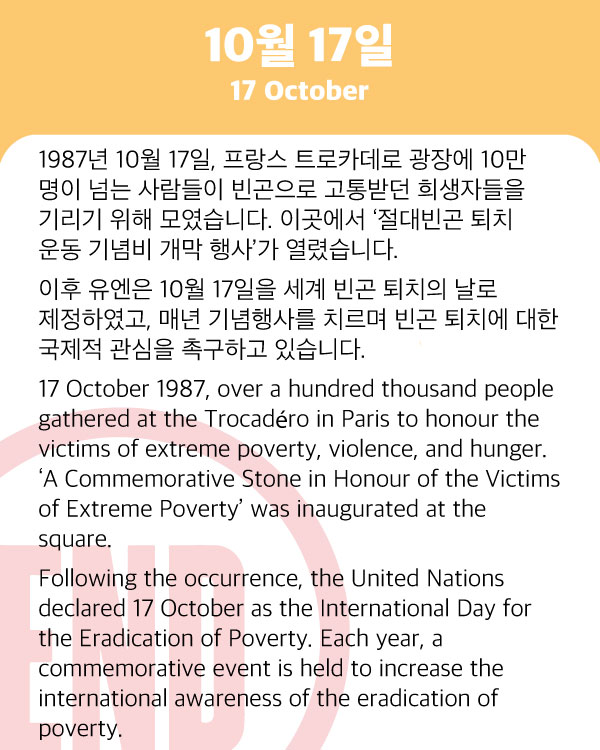 10월 17일
17 October
1987년 10월 17일, 프랑스 트로카데로 광장에 10만
명이 넘는 사람들이 빈곤으로 고통받던 희생자들을
기리기 위해 모였습니다. 이곳에서 ‘절대빈곤 퇴치
운동 기념비 개막 행사’가 열렸습니다.
이후 유엔은 10월 17일을 세계 빈곤 퇴치의 날로
제정하였고, 매년 기념행사를 치르며 빈곤 퇴치에 대한
국제적 관심을 촉구하고 있습니다.
17 October 1987, over a hundred thousand people
gathered at the Trocadéro in Paris to honour the
victims of extreme poverty, violence, and hunger.
‘A Commemorative Stone in Honour of the Victims
of Extreme Poverty’ was inaugurated at the
square.
Following the occurrence, the United Nations
declared 17 October as the International Day for
the Eradication of Poverty. Each year, a
commemorative event is held to increase the
international awareness of the eradication of
poverty.
END